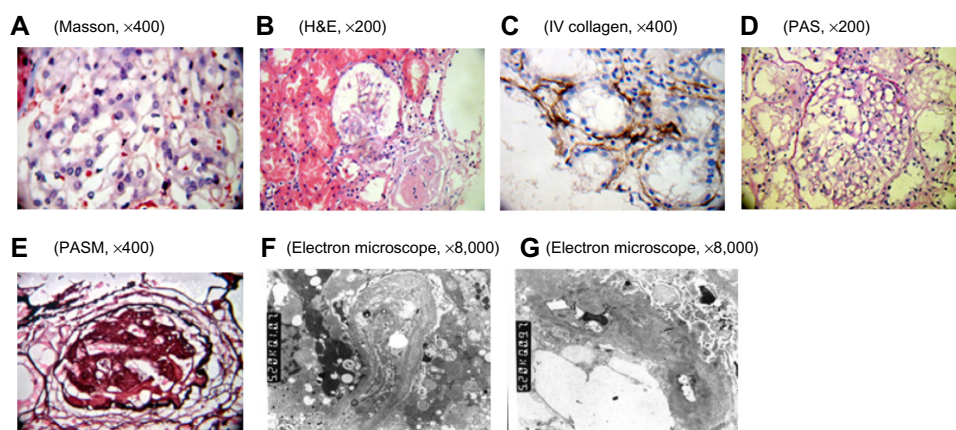 A (Masson, ×400)
B (H&E, ×200)
C (IV collagen, ×400)
D (PAS, ×200)
E (PASM, ×400)
F (Electron microscope, ×8,000)
G (Electron microscope, ×8,000)